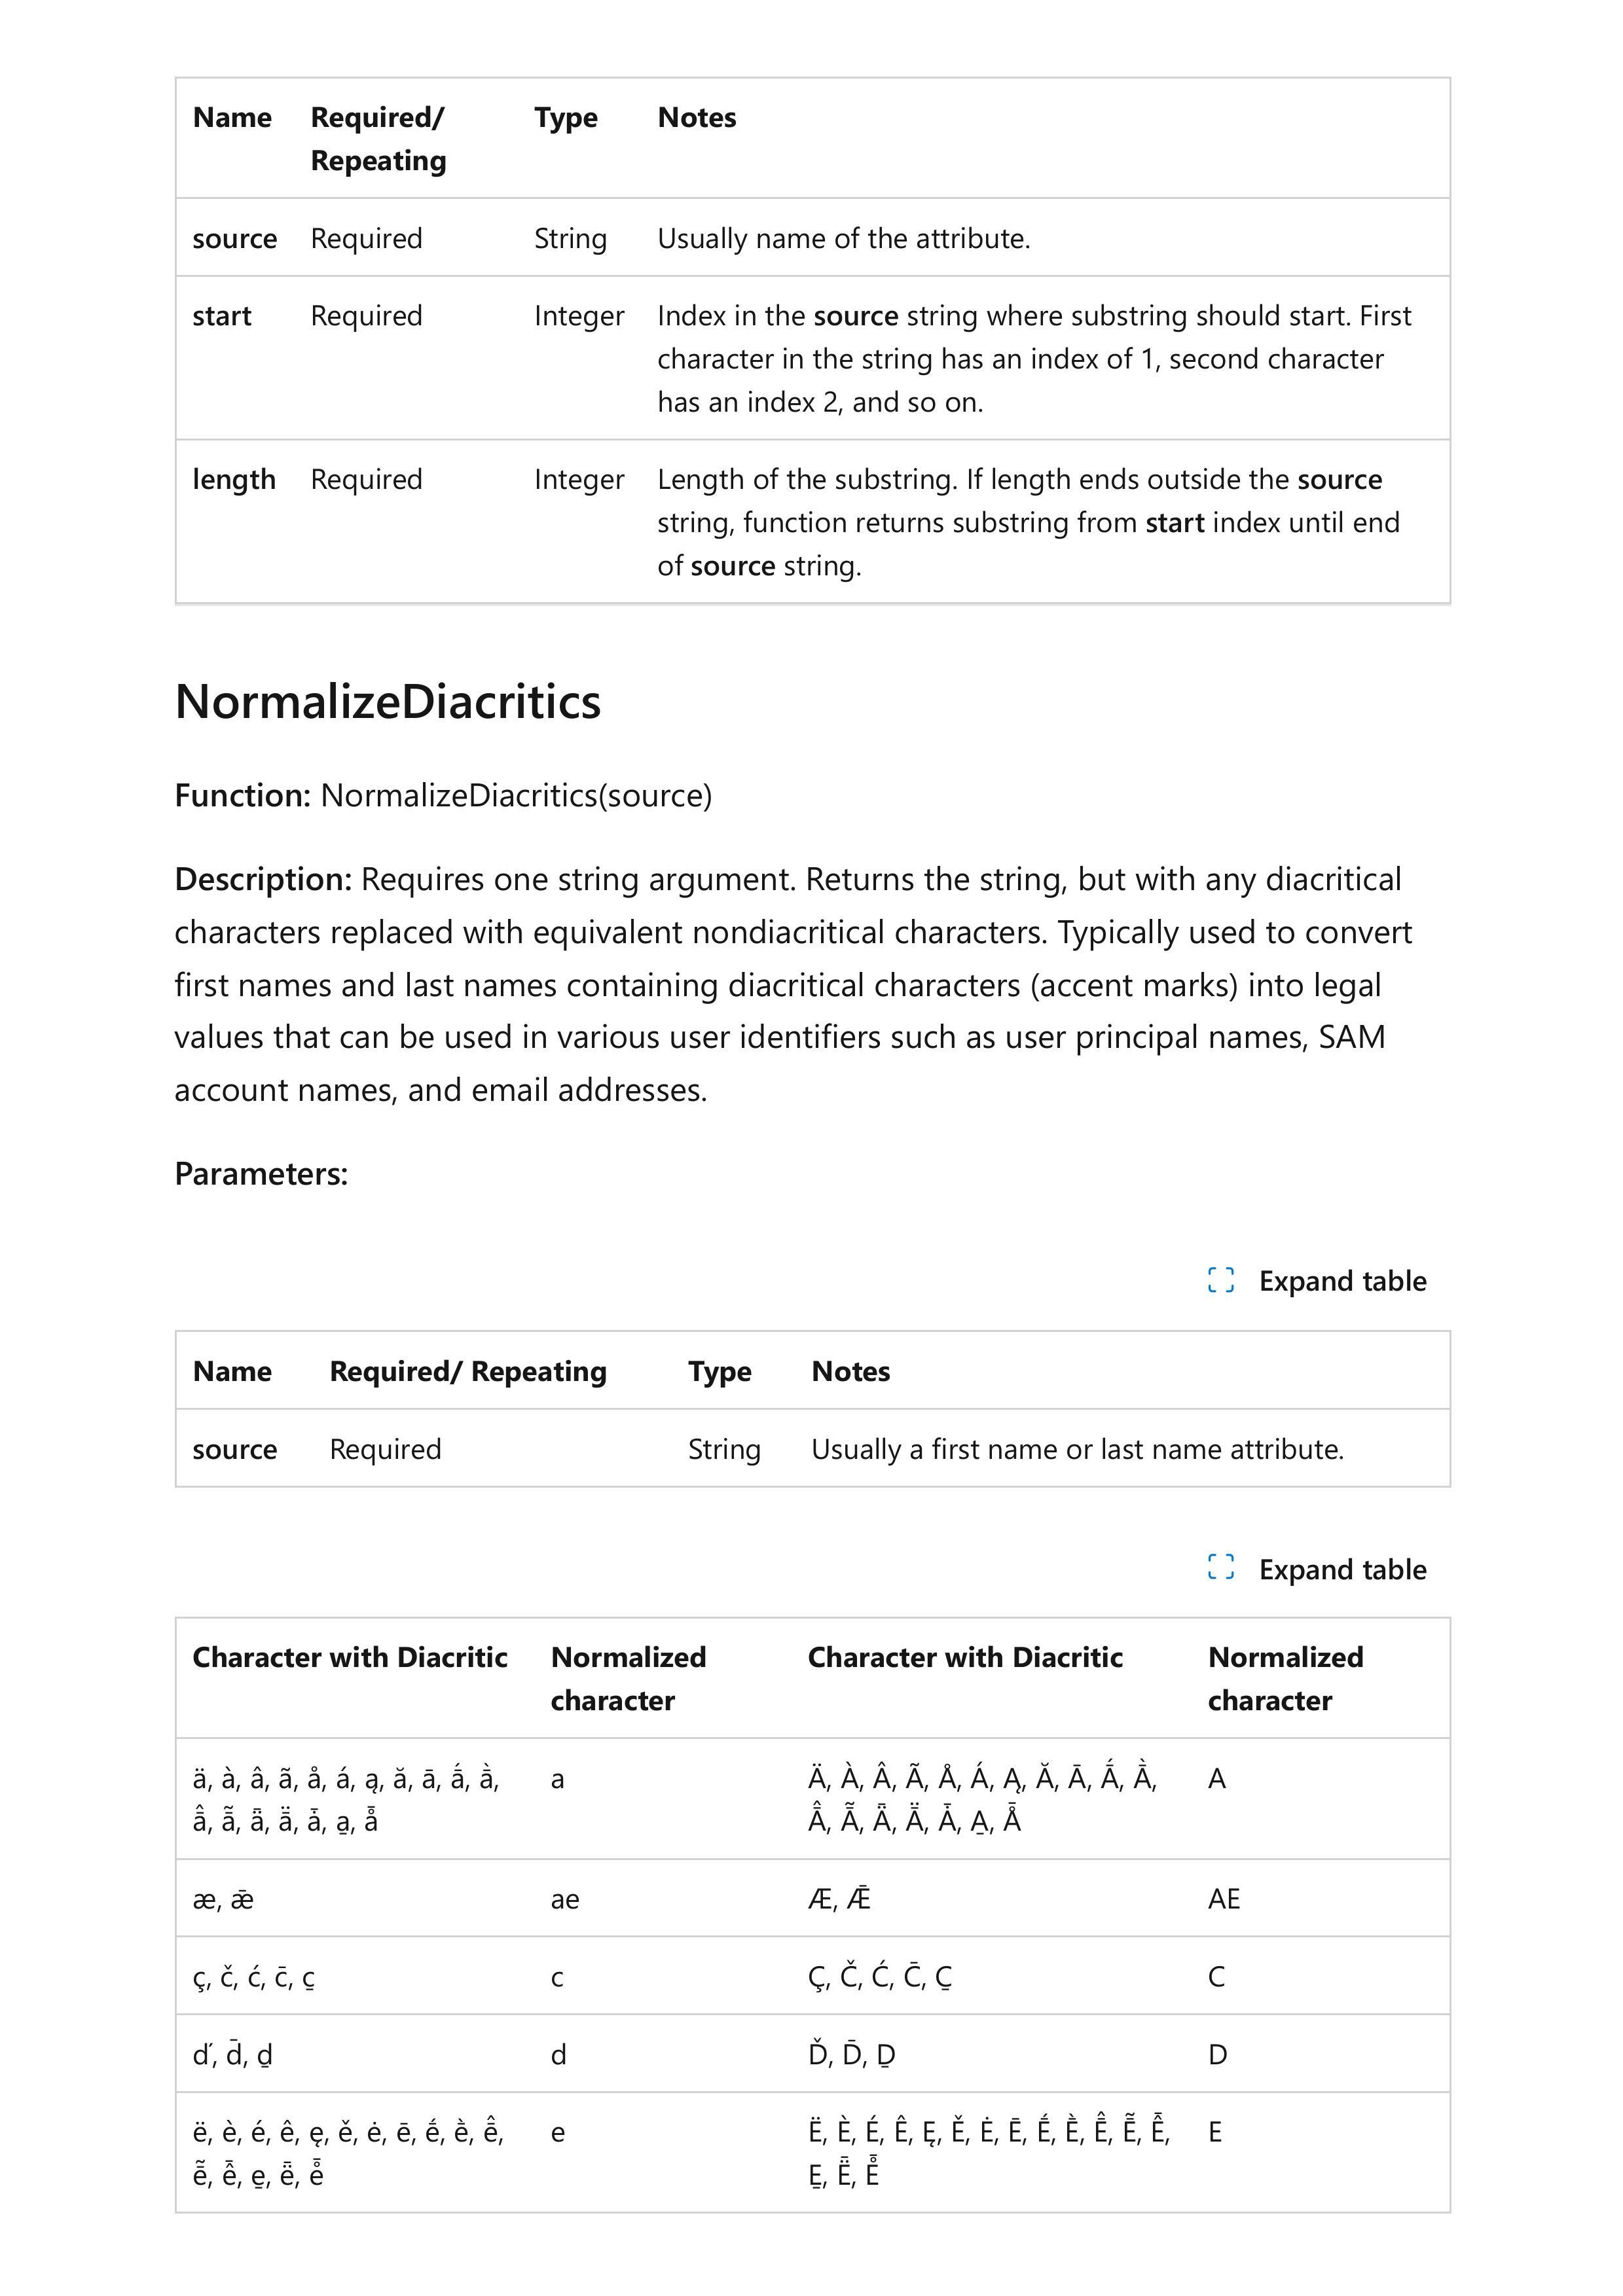 Name Required/ Type Notes
Repeating
source Required String Usually name of the attribute.
start Required Integer Index in the source string where substring should start. First
character in the string has an index of 1, second character
has an index 2, and so on.
length Required Integer Length of the substring. If length ends outside the source
string, function returns substring from start index until end
of source string.
NormalizeDiacritics
Function: NormalizeDiacritics(source)
Description: Requires one string argument. Returns the string, but with any diacritical
characters replaced with equivalent nondiacritical characters. Typically used to convert
first names and last names containing diacritical characters (accent marks) into legal
values that can be used in various user identifiers such as user principal names, SAM
account names, and email addresses.
Parameters:
Expand table
Name Required/ Repeating Type Notes
source Required String Usually a first name or last name attribute.
Expand table
Character with Diacritic Normalized Character with Diacritic Normalized
character character
ä, à, â, ã, å, á, ą, ă, ā, ā́, ā̀, a Ä, À, Â, Ã, Å, Á, Ą, Ă, Ā, Ā́, Ā̀, A
ā̂, ā̃, ǟ, ā̈, ǡ, a̱, å̄ Ā̂, Ā̃, Ǟ, Ā̈, Ǡ, A̱, Å̄
æ, ǣ ae Æ, Ǣ AE
ç, č, ć, c̄, c̱ c Ç, Č, Ć, C̄, C̱ C
ď, d̄, ḏ d Ď, D̄, Ḏ D
ë, è, é, ê, ę, ě, ė, ē, ḗ, ḕ, ē̂, e Ë, È, É, Ê, Ę, Ě, Ė, Ē, Ḗ, Ḕ, Ē̂, Ē̃, Ê̄, E
ē̃, ê̄, e̱, ë̄, e̊̄ E̱, Ë̄, E̊̄